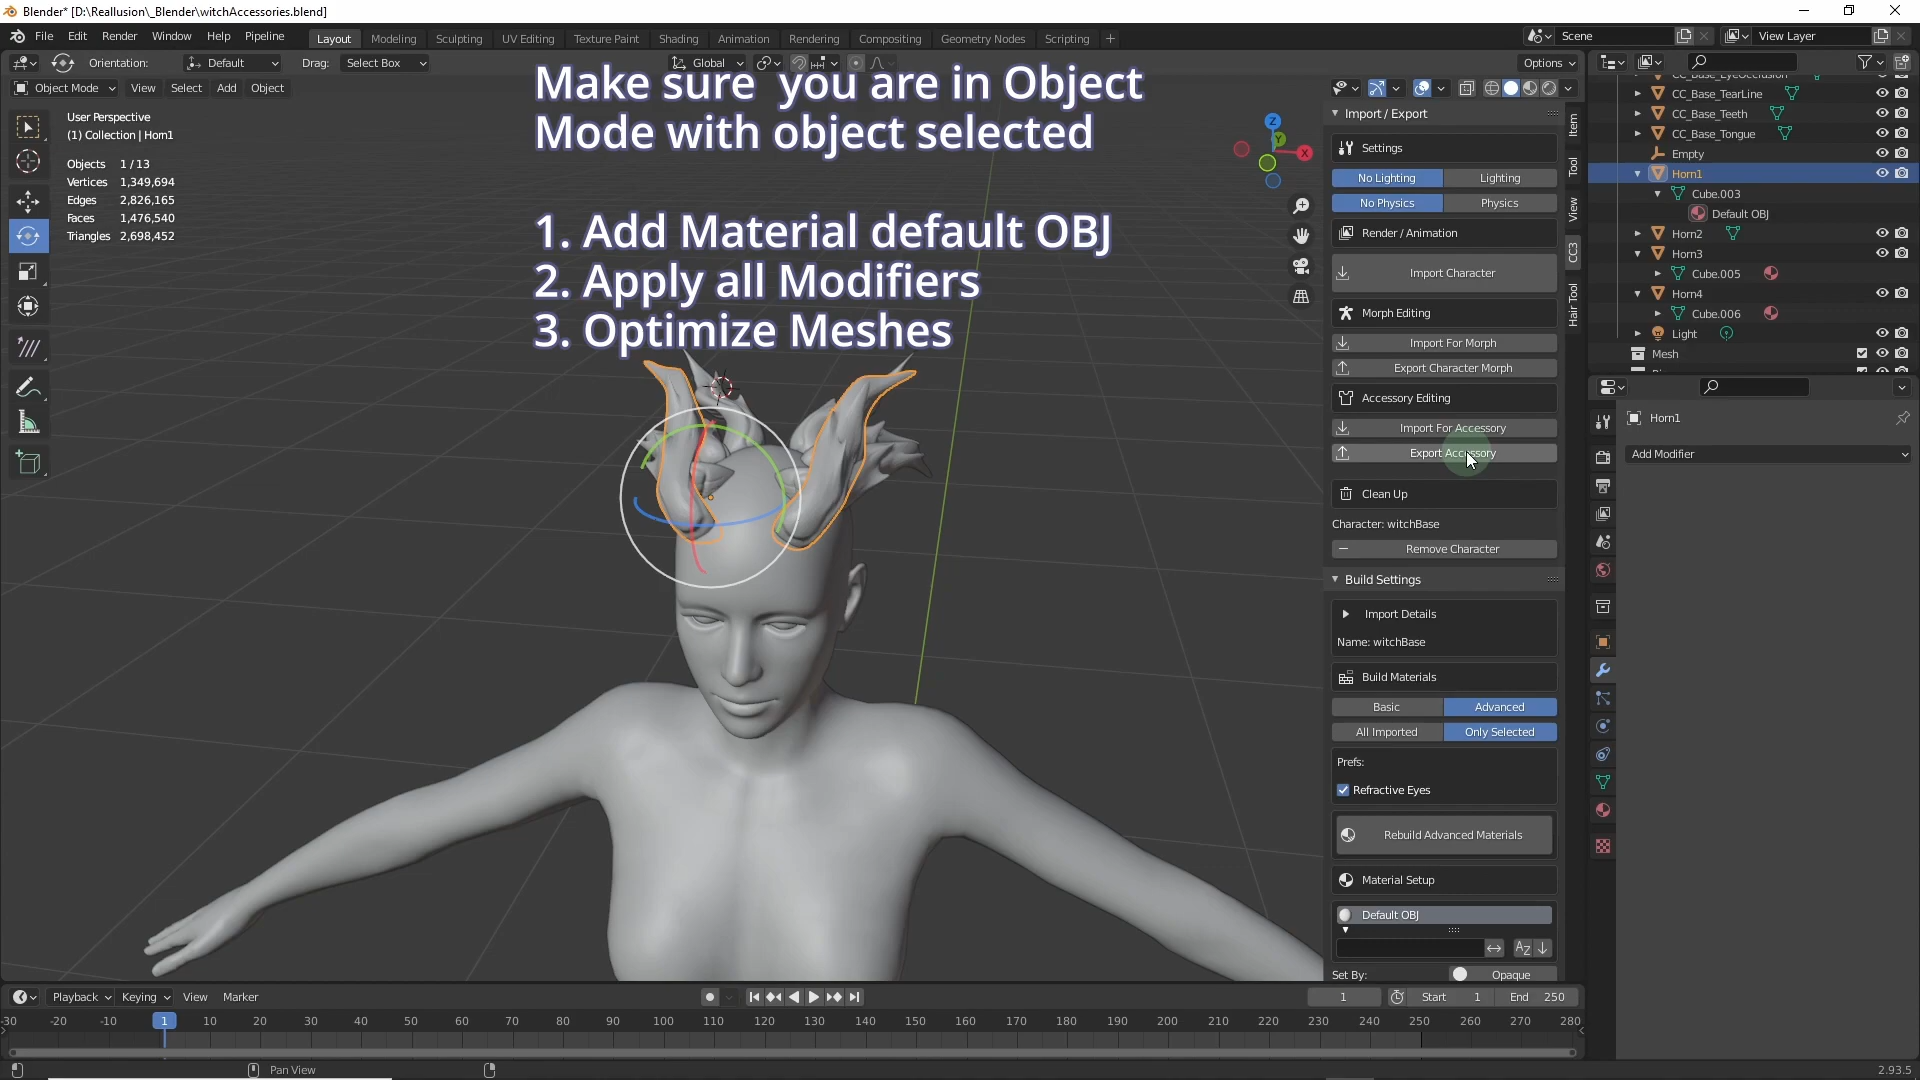 Blender* [D:\Reallusion\_Blender\witchAccessories.blend]
File Edit Render Window Help Pipeline
Layout Modeling Sculpting UV Editing Texture Paint Shading Animation Rendering Compositing Geometry Nodes Scripting +
Scene View Layer
Orientation: Default Drag: Select Box Global Options
Object Mode View Select Add Object
Make sure you are in Object
Mode with object selected
1. Add Material default OBJ
2. Apply all Modifiers
3. Optimize Meshes
User Perspective
(1) Collection | Horn1
Objects 1 / 13
Vertices 1,349,694
Edges 2,826,165
Faces 1,476,540
Triangles 2,698,452
Z
Y
X
Import / Export
Settings
No Lighting Lighting
No Physics Physics
Render / Animation
Import Character
Morph Editing
Import For Morph
Export Character Morph
Accessory Editing
Import For Accessory
Export Accessory
Clean Up
Character: witchBase
Remove Character
Build Settings
Import Details
Name: witchBase
Build Materials
Basic Advanced
All Imported Only Selected
Prefs:
Refractive Eyes
Rebuild Advanced Materials
Material Setup
Default OBJ
Set By: Opaque
Item
Tool
View
CC3
Hair Tool
CC_Base_EyeOcclusion
CC_Base_TearLine
CC_Base_Teeth
CC_Base_Tongue
Empty
Horn1
Cube.003
Default OBJ
Horn2
Horn3
Cube.005
Horn4
Cube.006
Light
Mesh
Horn1
Add Modifier
Playback Keying View Marker
1 Start 1 End 250
-30 -20 -10 1 10 20 30 40 50 60 70 80 90 100 110 120 130 140 150 160 170 180 190 200 210 220 230 240 250 260 270 280
Pan View
2.93.5